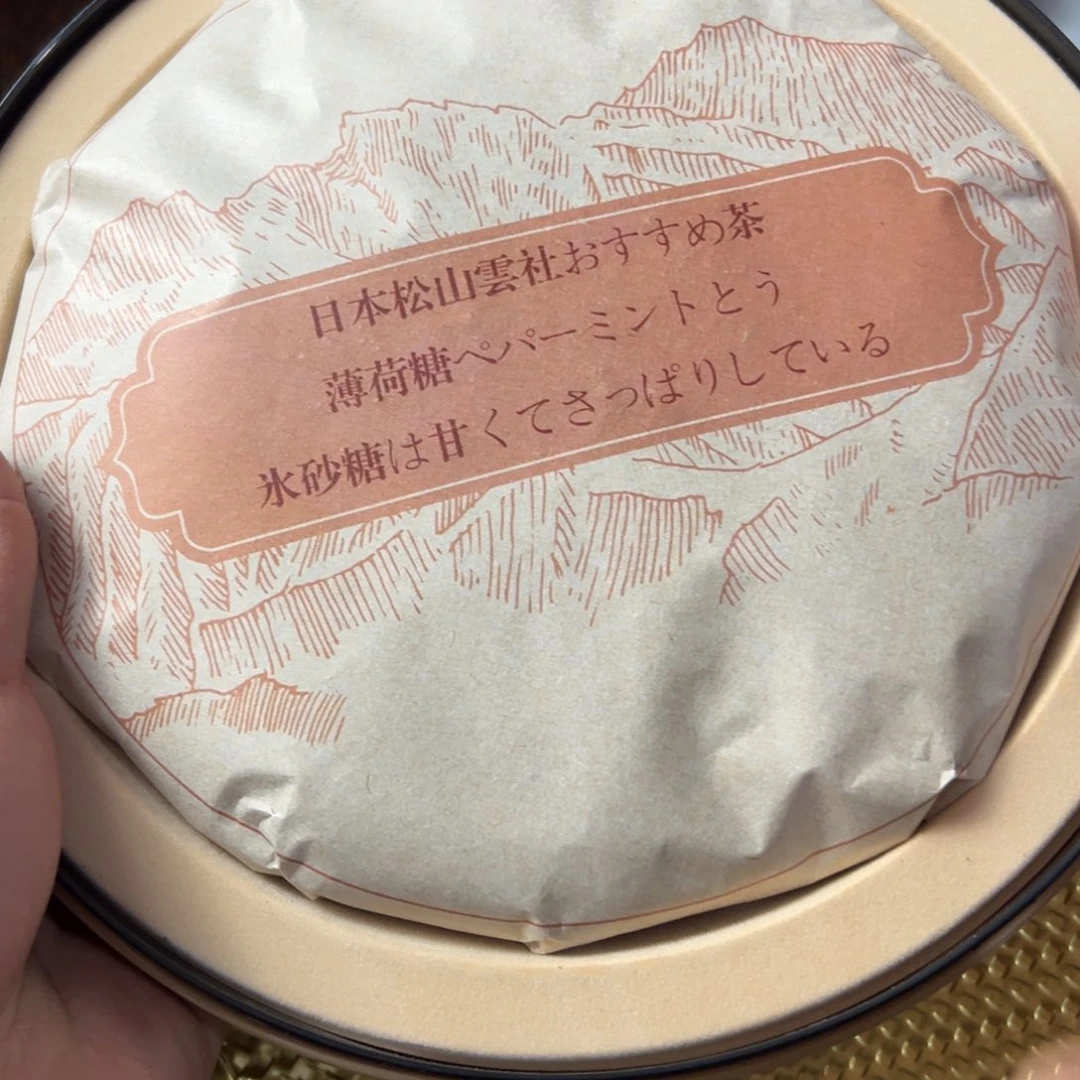 日本松山雲社おすすめ茶
薄荷糖ペパーミントとう
氷砂糖は甘くてさっぱりしている